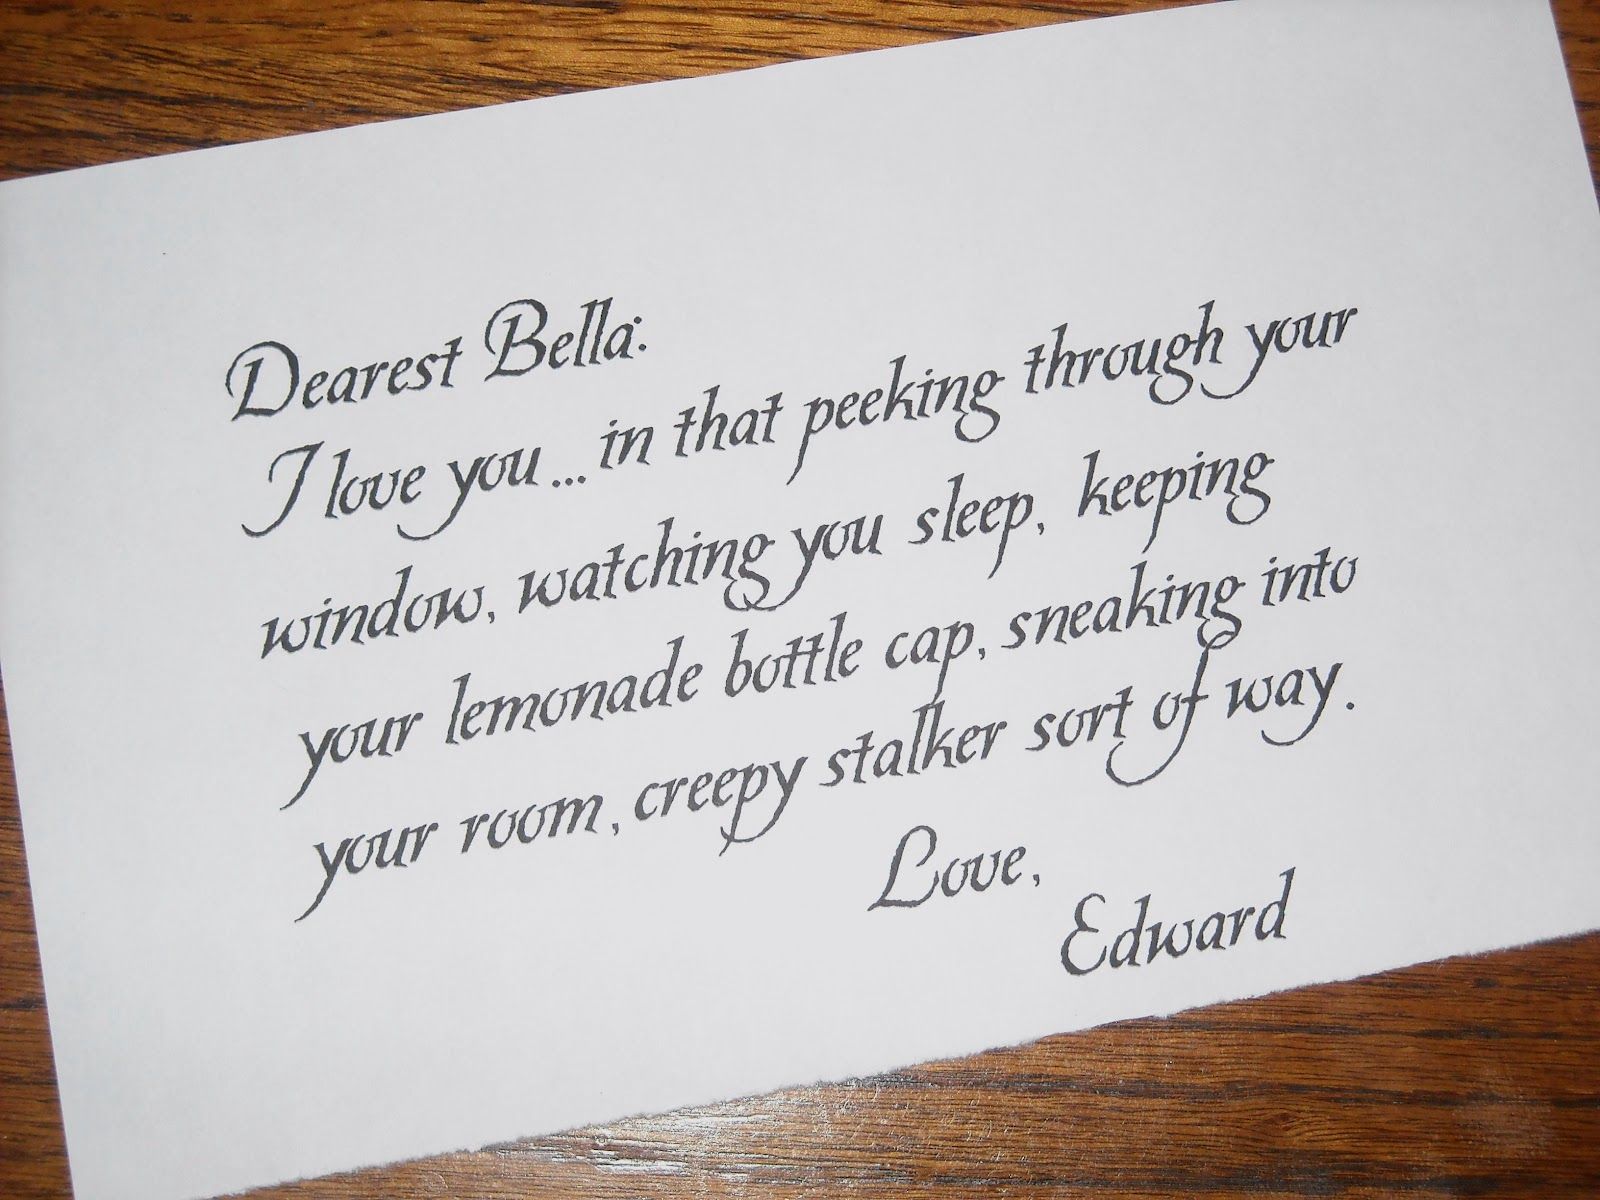 Dearest Bella:
I love you...in that peeking through your
window, watching you sleep, keeping
your lemonade bottle cap, sneaking into
your room, creepy stalker sort of way.
Love,
Edward